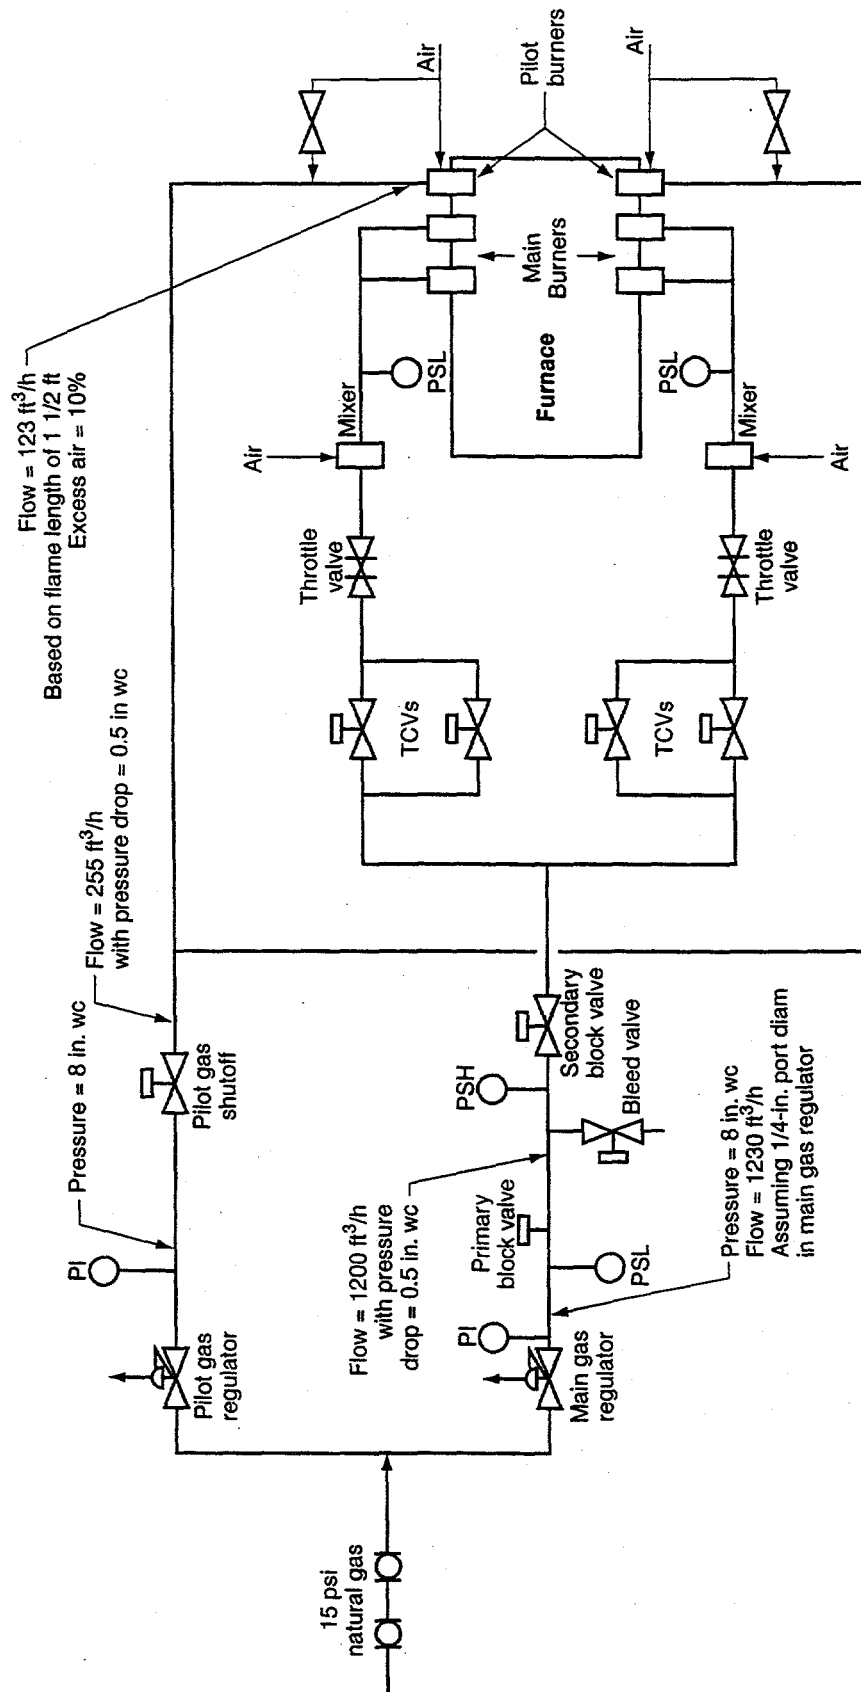 15 psi
natural gas
Pilot gas
regulator
PI
Pressure = 8 in. wc
Pilot gas
shutoff
Flow = 255 ft³/h
with pressure drop = 0.5 in wc
Flow = 123 ft³/h
Based on flame length of 1 1/2 ft
Excess air = 10%
Main gas
regulator
PI
PSL
Primary
block valve
Flow = 1200 ft³/h
with pressure
drop = 0.5 in. wc
Pressure = 8 in. wc
Flow = 1230 ft³/h
Assuming 1/4-in. port diam
in main gas regulator
PSH
Bleed valve
Secondary
block valve
TCVs
TCVs
Throttle
valve
Throttle
valve
Air
Mixer
Mixer
Air
PSL
PSL
Furnace
Main
Burners
Pilot
burners
Air
Air